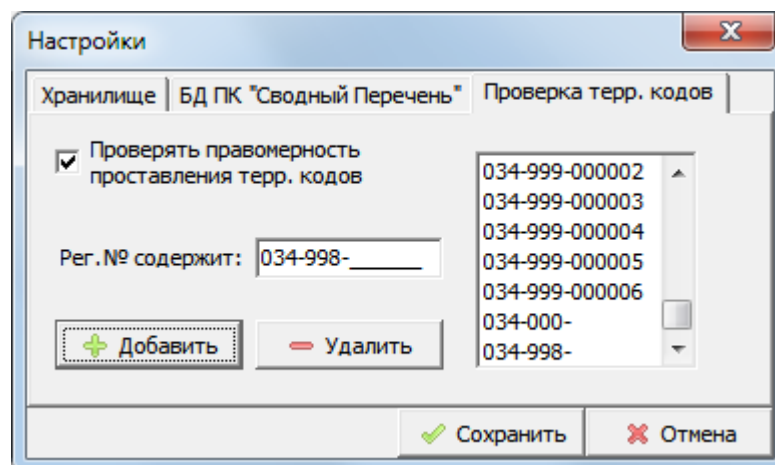 Настройки
Хранилище
БД ПК "Сводный Перечень"
Проверка терр. кодов
Проверять правомерность
проставления терр. кодов
Рег.№ содержит:
034-998-______
Добавить
Удалить
034-999-000002
034-999-000003
034-999-000004
034-999-000005
034-999-000006
034-000-
034-998-
Сохранить
Отмена